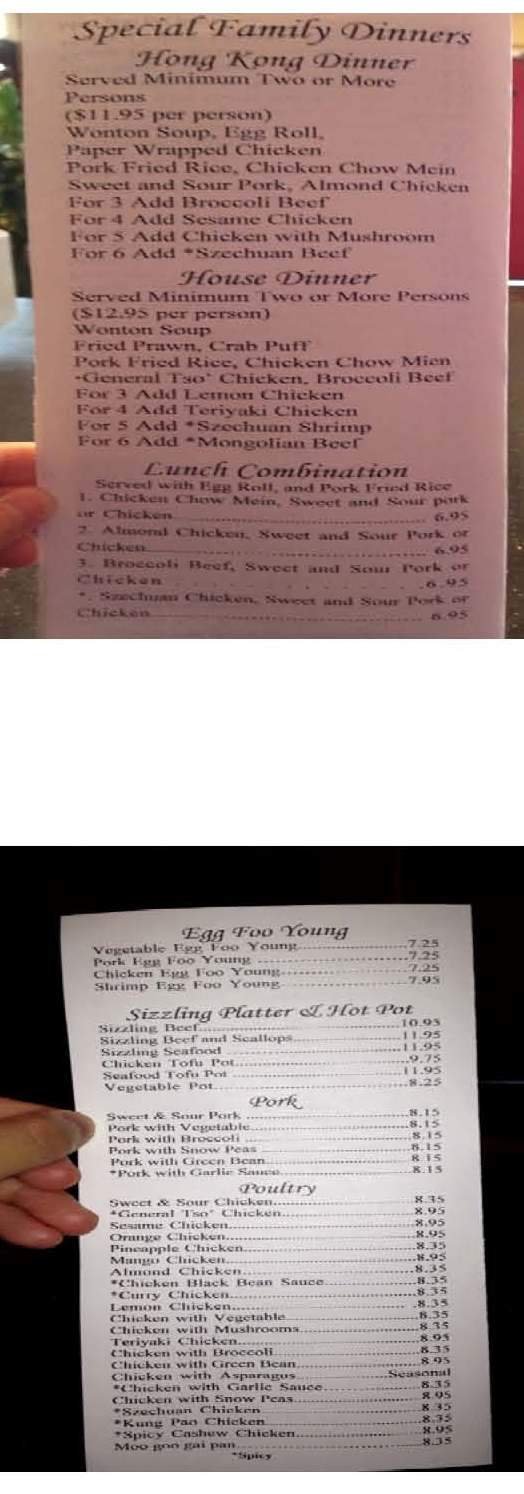 Special Family Dinners
Hong Kong Dinner
Served Minimum Two or More
Persons
($11.95 per person)
Wonton Soup, Egg Roll,
Paper Wrapped Chicken
Pork Fried Rice, Chicken Chow Mein
Sweet and Sour Pork, Almond Chicken
For 3 Add Broccoli Beef
For 4 Add Sesame Chicken
For 5 Add Chicken with Mushroom
For 6 Add *Szechuan Beef
House Dinner
Served Minimum Two or More Persons
($12.95 per person)
Wonton Soup
Fried Prawn, Crab Puff
Pork Fried Rice, Chicken Chow Mien
*General Tso' Chicken, Broccoli Beef
For 3 Add Lemon Chicken
For 4 Add Teriyaki Chicken
For 5 Add *Szechuan Shrimp
For 6 Add *Mongolian Beef
Lunch Combination
Served with Egg Roll, and Pork Fried Rice
1. Chicken Chow Mein, Sweet and Sour pork
or Chicken........................................ 6.95
2. Almond Chicken, Sweet and Sour Pork or
Chicken........................................ 6.95
3. Broccoli Beef, Sweet and Sour Pork or
Chicken . . . . . . . . . . . . 6.95
*. Szechuan Chicken, Sweet and Sour Pork or
Chicken........................................ 6.95
Egg Foo Young
Vegetable Egg Foo Young......................7.25
Pork Egg Foo Young ..............................7.25
Chicken Egg Foo Young.........................7.25
Shrimp Egg Foo Young..........................7.95
Sizzling Platter & Hot Pot
Sizzling Beef........................................10.95
Sizzling Beef and Scallops......................11.95
Sizzling Seafood ...................................11.95
Chicken Tofu Pot...................................9.75
Seafood Tofu Pot ..................................11.95
Vegetable Pot.......................................8.25
Pork
Sweet & Sour Pork ................................8.15
Pork with Vegetable...............................8.15
Pork with Broccoli .................................8.15
Pork with Snow Peas .............................8.15
Pork with Green Bean............................8.15
*Pork with Garlic Sauce..........................8.15
Poultry
Sweet & Sour Chicken............................8.35
*General Tso' Chicken............................8.95
Sesame Chicken....................................8.95
Orange Chicken.....................................8.95
Pineapple Chicken..................................8.35
Mango Chicken......................................8.95
Almond Chicken.....................................8.35
*Chicken Black Bean Sauce.....................8.35
*Curry Chicken.......................................8.35
Lemon Chicken.......................................8.35
Chicken with Vegetable...........................8.35
Chicken with Mushrooms........................8.35
Teriyaki Chicken.....................................8.95
Chicken with Broccoli..............................8.35
Chicken with Green Bean........................8.95
Chicken with Asparagus..................Seasonal
*Chicken with Garlic Sauce......................8.35
Chicken with Snow Peas..........................8.95
*Szechuan Chicken..................................8.35
*Kung Pao Chicken..................................8.35
*Spicy Cashew Chicken............................8.95
Moo goo gai pan......................................8.35
*Spicy